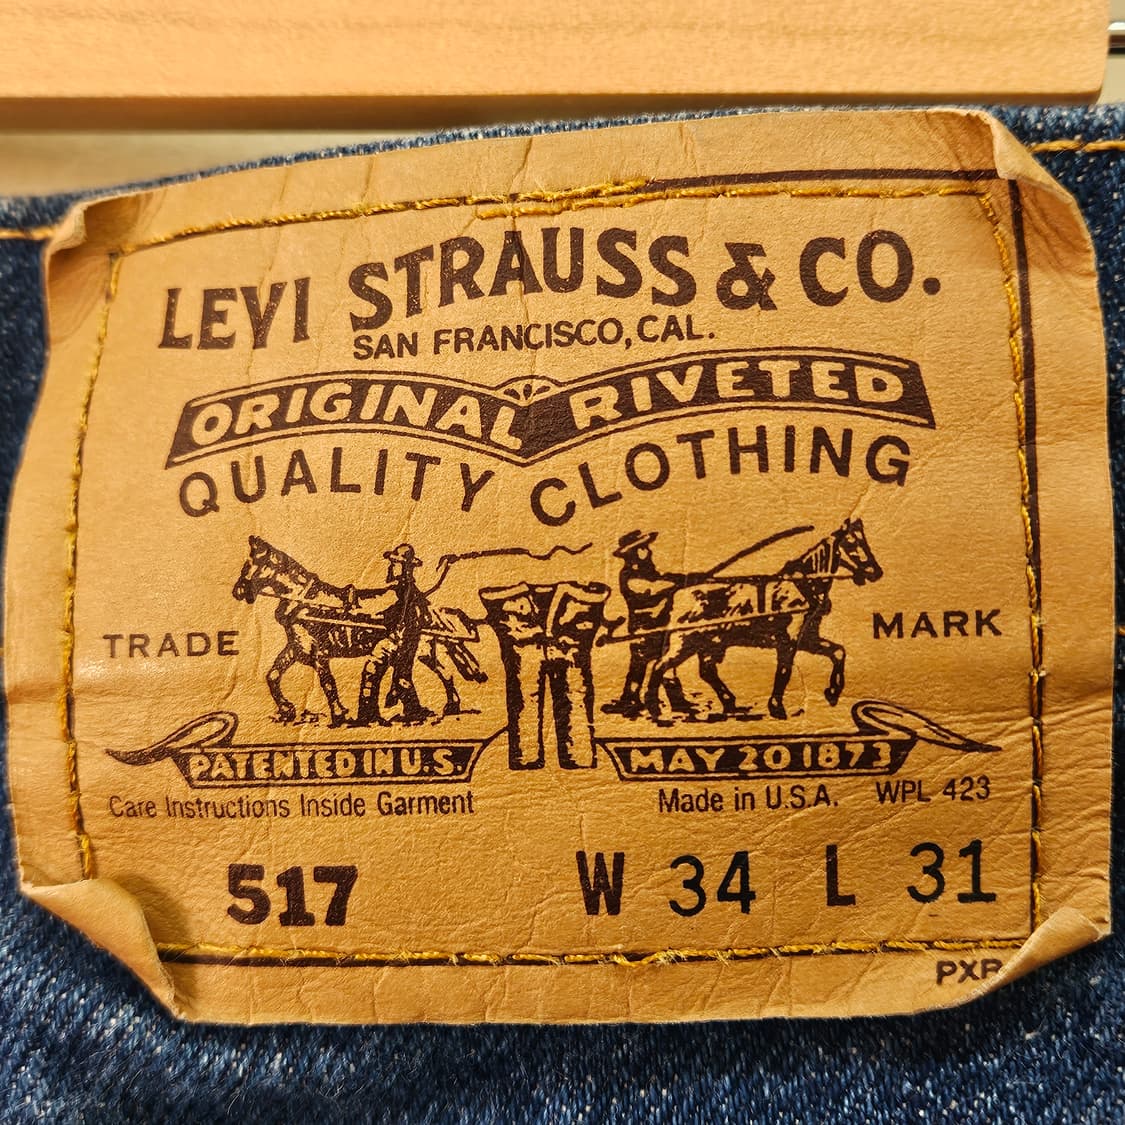 LEVI STRAUSS & CO.
SAN FRANCISCO, CAL.
ORIGINAL RIVETED
QUALITY CLOTHING
TRADE MARK
PATENTED IN U.S. MAY 20 1873
Care Instructions Inside Garment Made in U.S.A. WPL 423
517 W 34 L 31